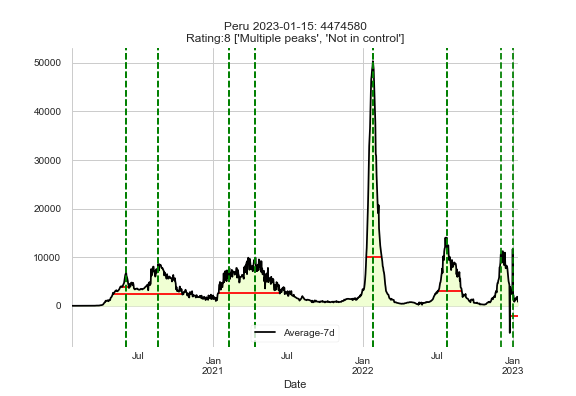 Peru 2023-01-15: 4474580
Rating:8 ['Multiple peaks', 'Not in control']
50000
40000
30000
20000
10000
0
Average-7d
Jul
Jan
2021
Jul
Jan
2022
Jul
Jan
2023
Date